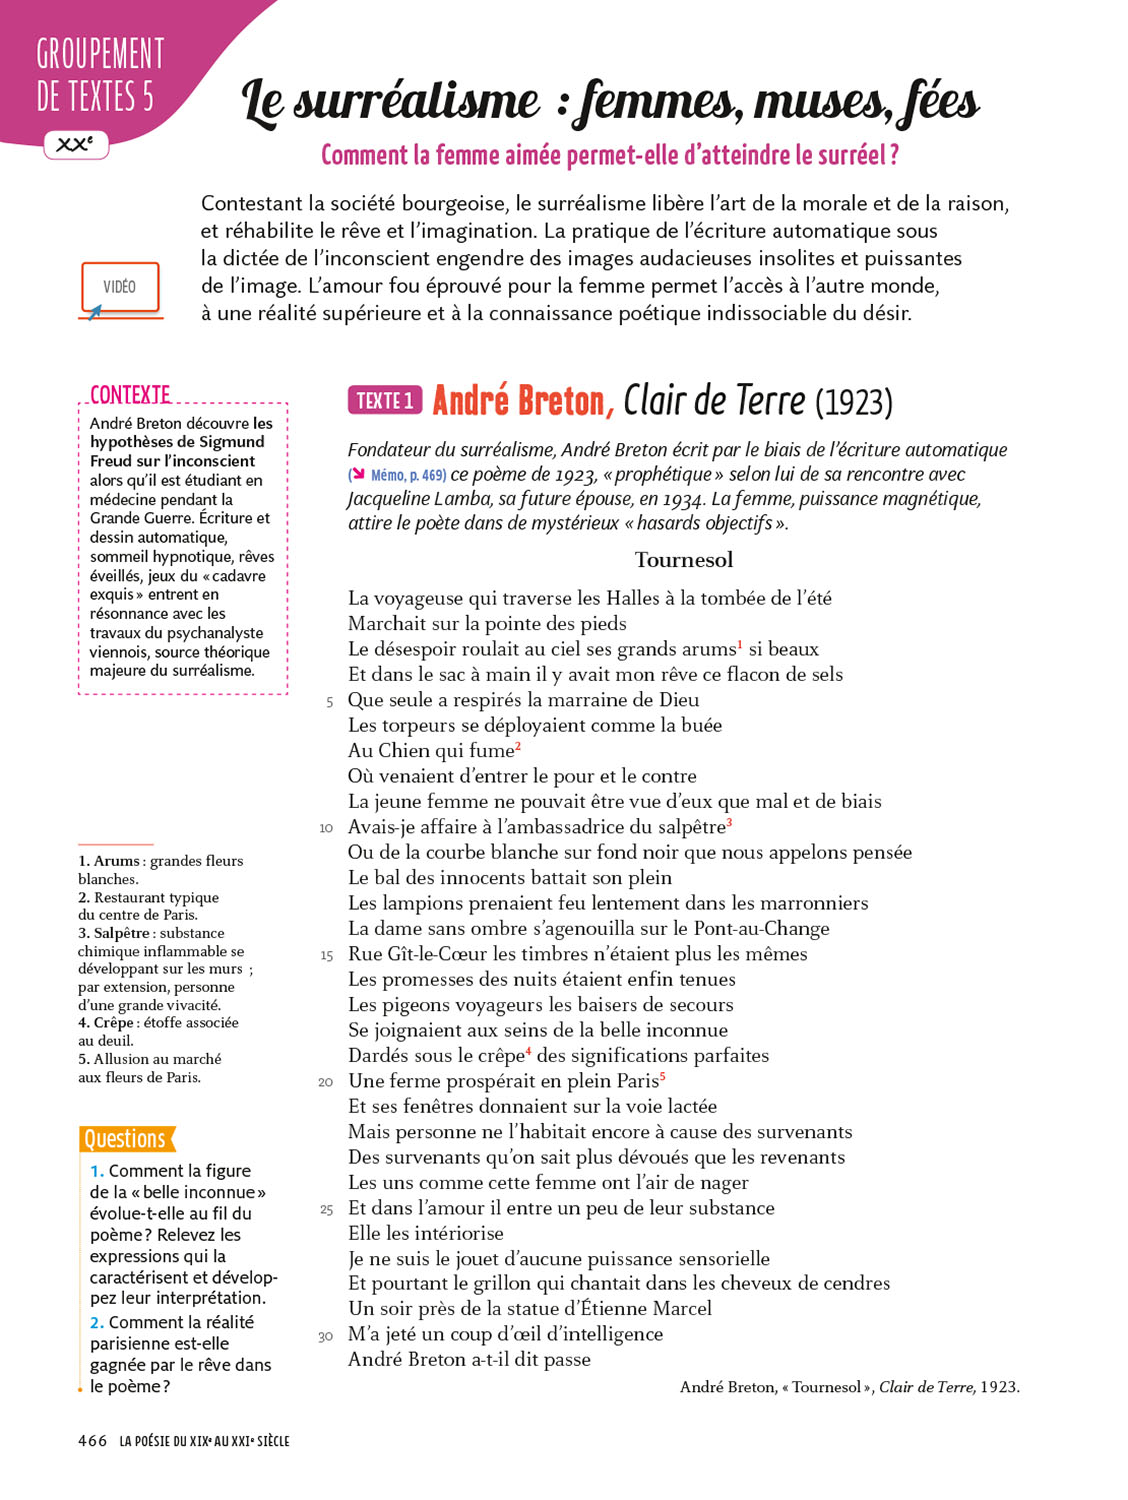 GROUPEMENT
DE TEXTES 5
XXe
Le surréalisme : femmes, muses, fées
Comment la femme aimée permet-elle d'atteindre le surréel ?
Contestant la société bourgeoise, le surréalisme libère l'art de la morale et de la raison,
et réhabilite le rêve et l'imagination. La pratique de l'écriture automatique sous
la dictée de l'inconscient engendre des images audacieuses insolites et puissantes
de l'image. L'amour fou éprouvé pour la femme permet l'accès à l'autre monde,
à une réalité supérieure et à la connaissance poétique indissociable du désir.
VIDÉO
CONTEXTE
André Breton découvre les
hypothèses de Sigmund
Freud sur l'inconscient
alors qu'il est étudiant en
médecine pendant la
Grande Guerre. Écriture et
dessin automatique,
sommeil hypnotique, rêves
éveillés, jeux du « cadavre
exquis » entrent en
résonnance avec les
travaux du psychanalyste
viennois, source théorique
majeure du surréalisme.
TEXTE 1 André Breton, Clair de Terre (1923)
Fondateur du surréalisme, André Breton écrit par le biais de l'écriture automatique
(➘ Mémo, p. 469) ce poème de 1923, « prophétique » selon lui de sa rencontre avec
Jacqueline Lamba, sa future épouse, en 1934. La femme, puissance magnétique,
attire le poète dans de mystérieux « hasards objectifs ».
Tournesol
La voyageuse qui traverse les Halles à la tombée de l'été
Marchait sur la pointe des pieds
Le désespoir roulait au ciel ses grands arums1 si beaux
Et dans le sac à main il y avait mon rêve ce flacon de sels
5 Que seule a respirés la marraine de Dieu
Les torpeurs se déployaient comme la buée
Au Chien qui fume2
Où venaient d'entrer le pour et le contre
La jeune femme ne pouvait être vue d'eux que mal et de biais
10 Avais-je affaire à l'ambassadrice du salpêtre3
Ou de la courbe blanche sur fond noir que nous appelons pensée
Le bal des innocents battait son plein
Les lampions prenaient feu lentement dans les marronniers
La dame sans ombre s'agenouilla sur le Pont-au-Change
15 Rue Gît-le-Cœur les timbres n'étaient plus les mêmes
Les promesses des nuits étaient enfin tenues
Les pigeons voyageurs les baisers de secours
Se joignaient aux seins de la belle inconnue
Dardés sous le crêpe4 des significations parfaites
20 Une ferme prospérait en plein Paris5
Et ses fenêtres donnaient sur la voie lactée
Mais personne ne l'habitait encore à cause des survenants
Des survenants qu'on sait plus dévoués que les revenants
Les uns comme cette femme ont l'air de nager
25 Et dans l'amour il entre un peu de leur substance
Elle les intériorise
Je ne suis le jouet d'aucune puissance sensorielle
Et pourtant le grillon qui chantait dans les cheveux de cendres
Un soir près de la statue d'Étienne Marcel
30 M'a jeté un coup d'œil d'intelligence
André Breton a-t-il dit passe
André Breton, « Tournesol », Clair de Terre, 1923.
1. Arums : grandes fleurs
blanches.
2. Restaurant typique
du centre de Paris.
3. Salpêtre : substance
chimique inflammable se
développant sur les murs ;
par extension, personne
d'une grande vivacité.
4. Crêpe : étoffe associée
au deuil.
5. Allusion au marché
aux fleurs de Paris.
Questions
1. Comment la figure
de la « belle inconnue »
évolue-t-elle au fil du
poème ? Relevez les
expressions qui la
caractérisent et dévelop-
pez leur interprétation.
2. Comment la réalité
parisienne est-elle
gagnée par le rêve dans
le poème ?
466 LA POÉSIE DU XIXe AU XXIe SIÈCLE